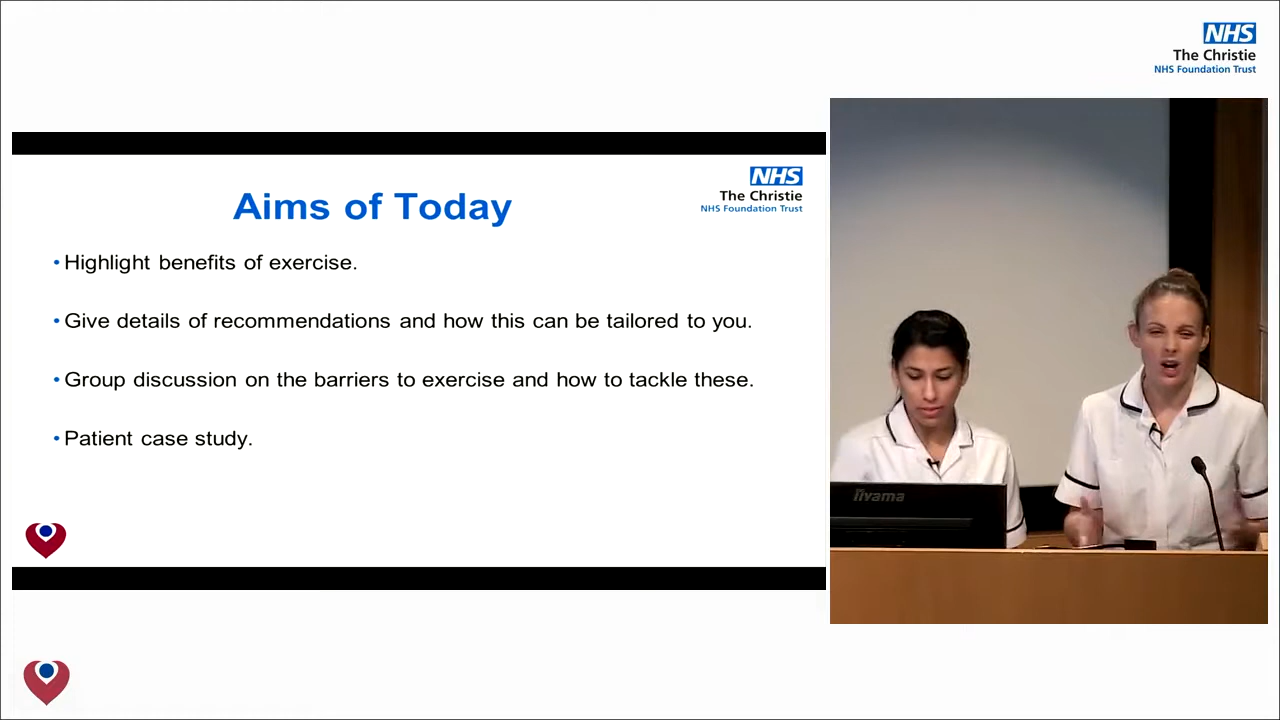 NHS
The Christie
NHS Foundation Trust
NHS
The Christie
NHS Foundation Trust
Aims of Today
• Highlight benefits of exercise.
• Give details of recommendations and how this can be tailored to you.
• Group discussion on the barriers to exercise and how to tackle these.
• Patient case study.
iiyama